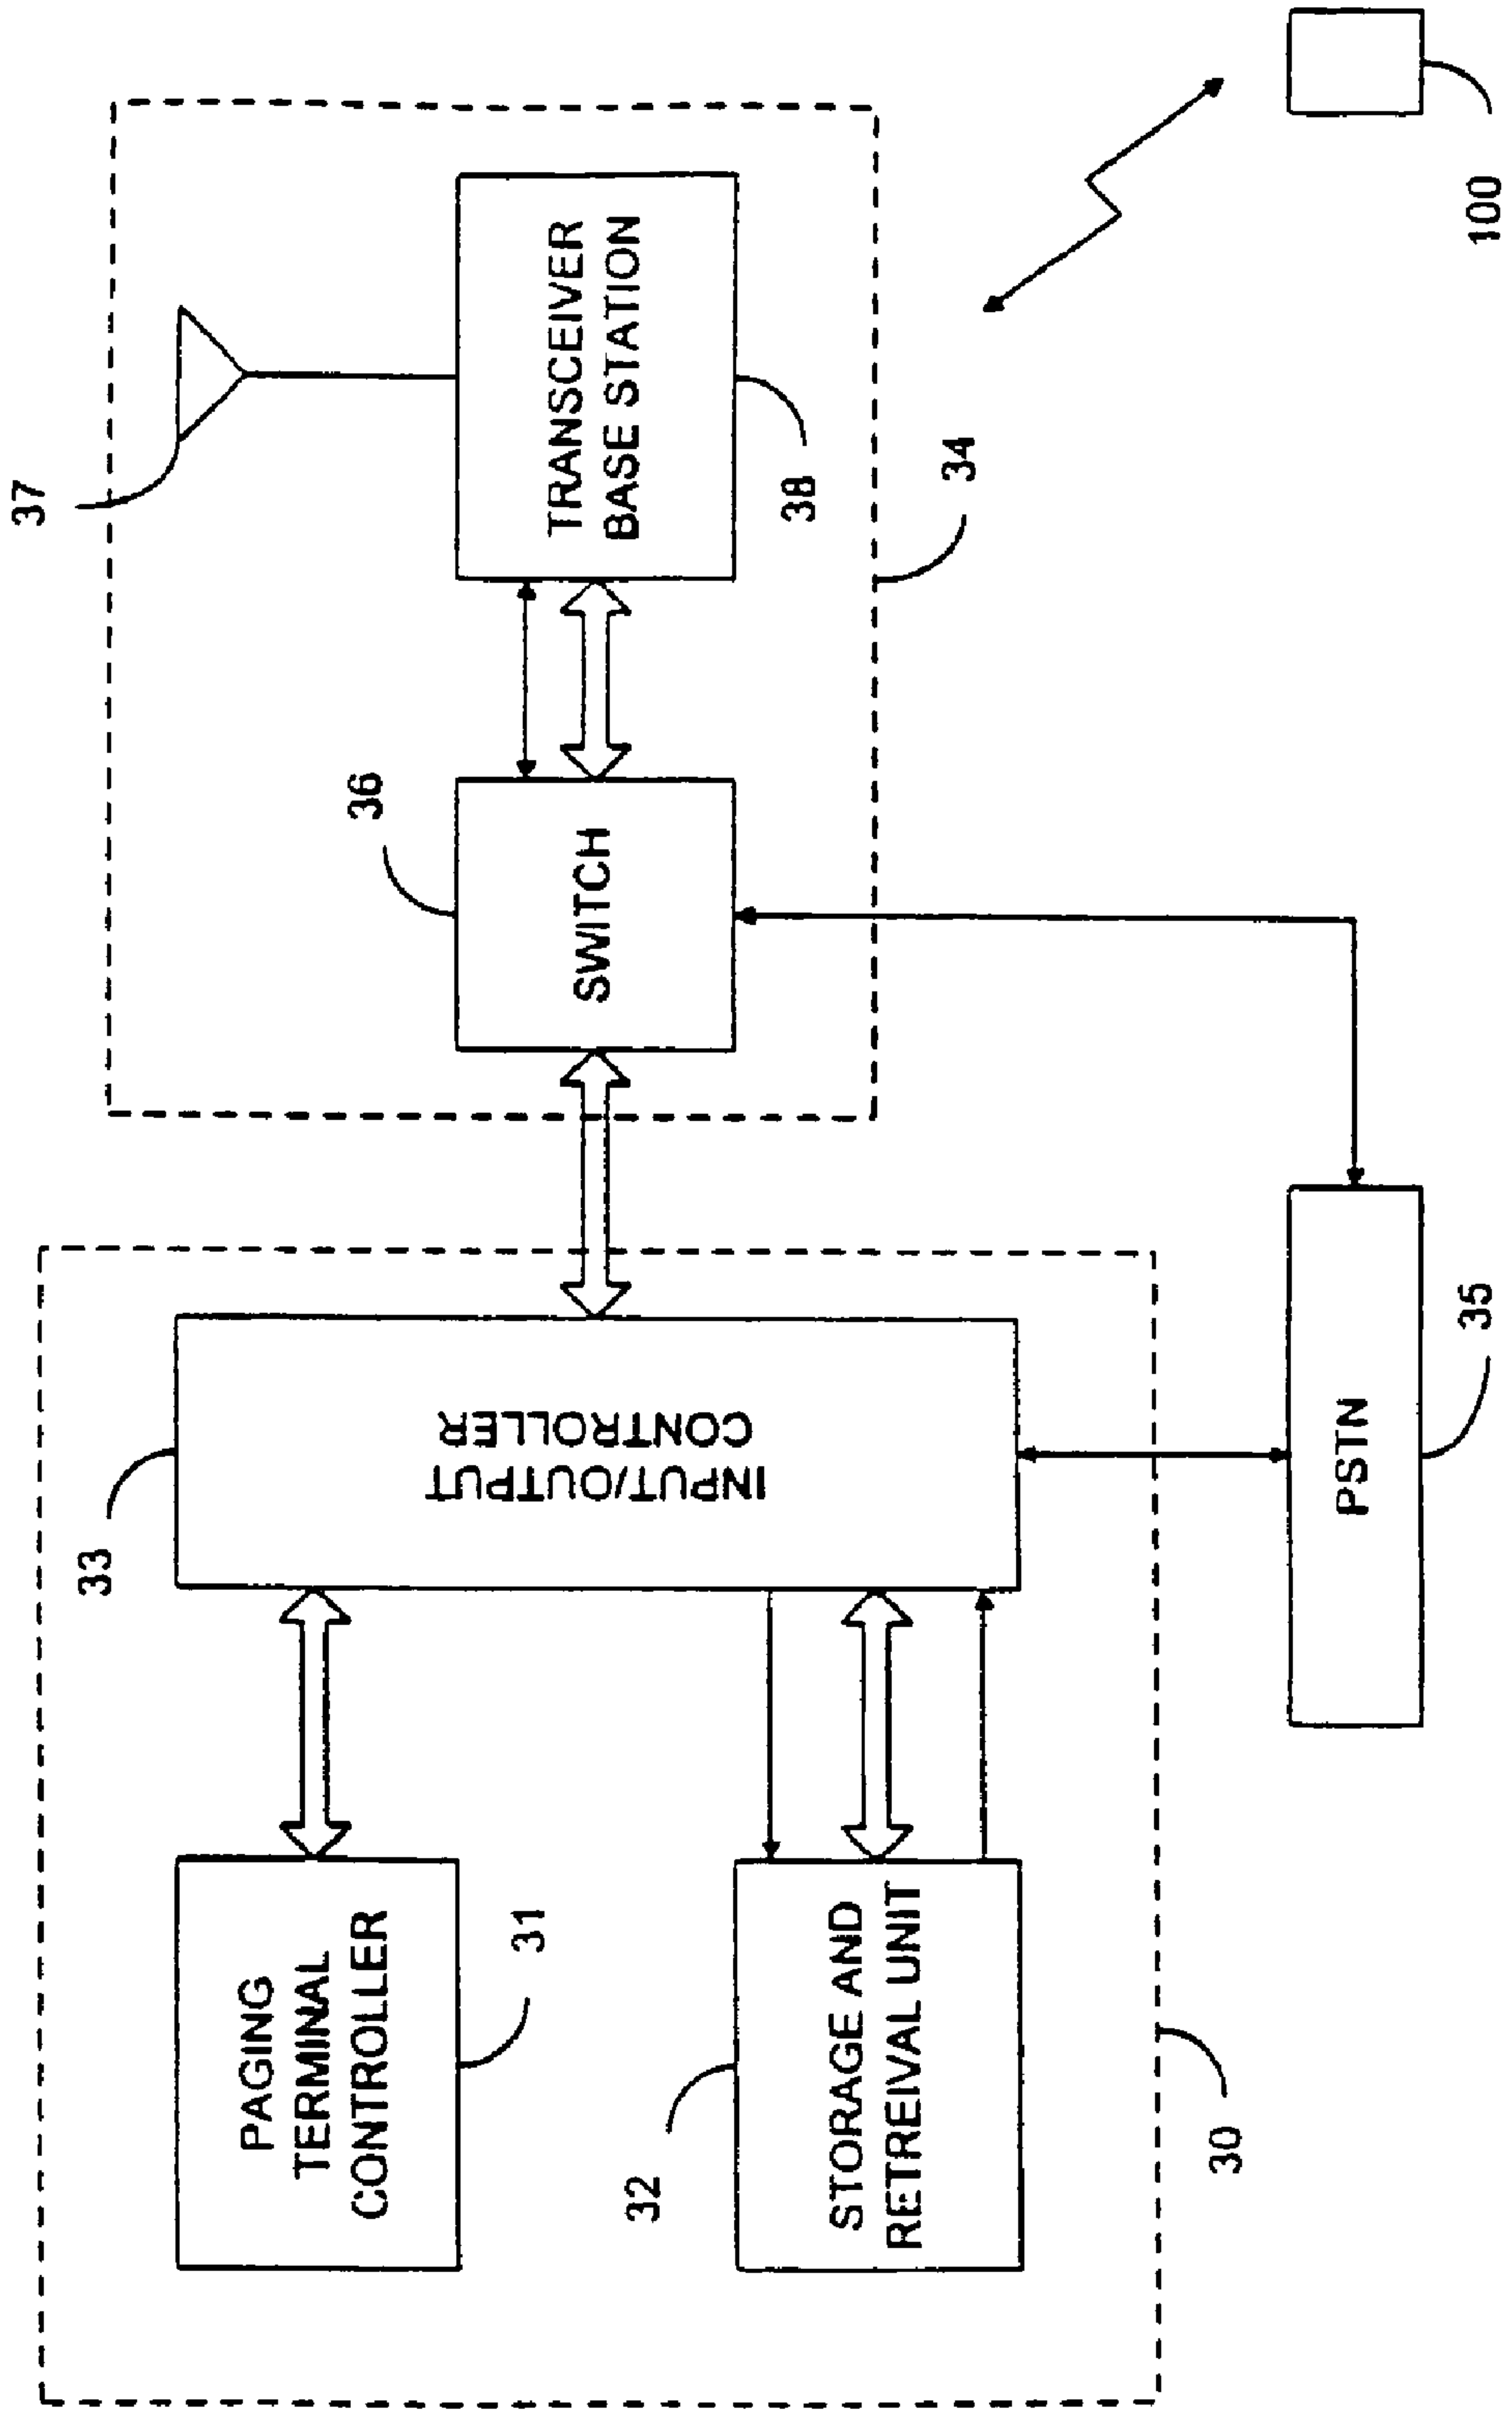 37
TRANSCEIVER
BASE STATION
38
36
SWITCH
34
100
33
INPUT/OUTPUT
CONTROLLER
PAGING
TERMINAL
CONTROLLER
31
32
STORAGE AND
RETREIVAL UNIT
30
PSTN
35